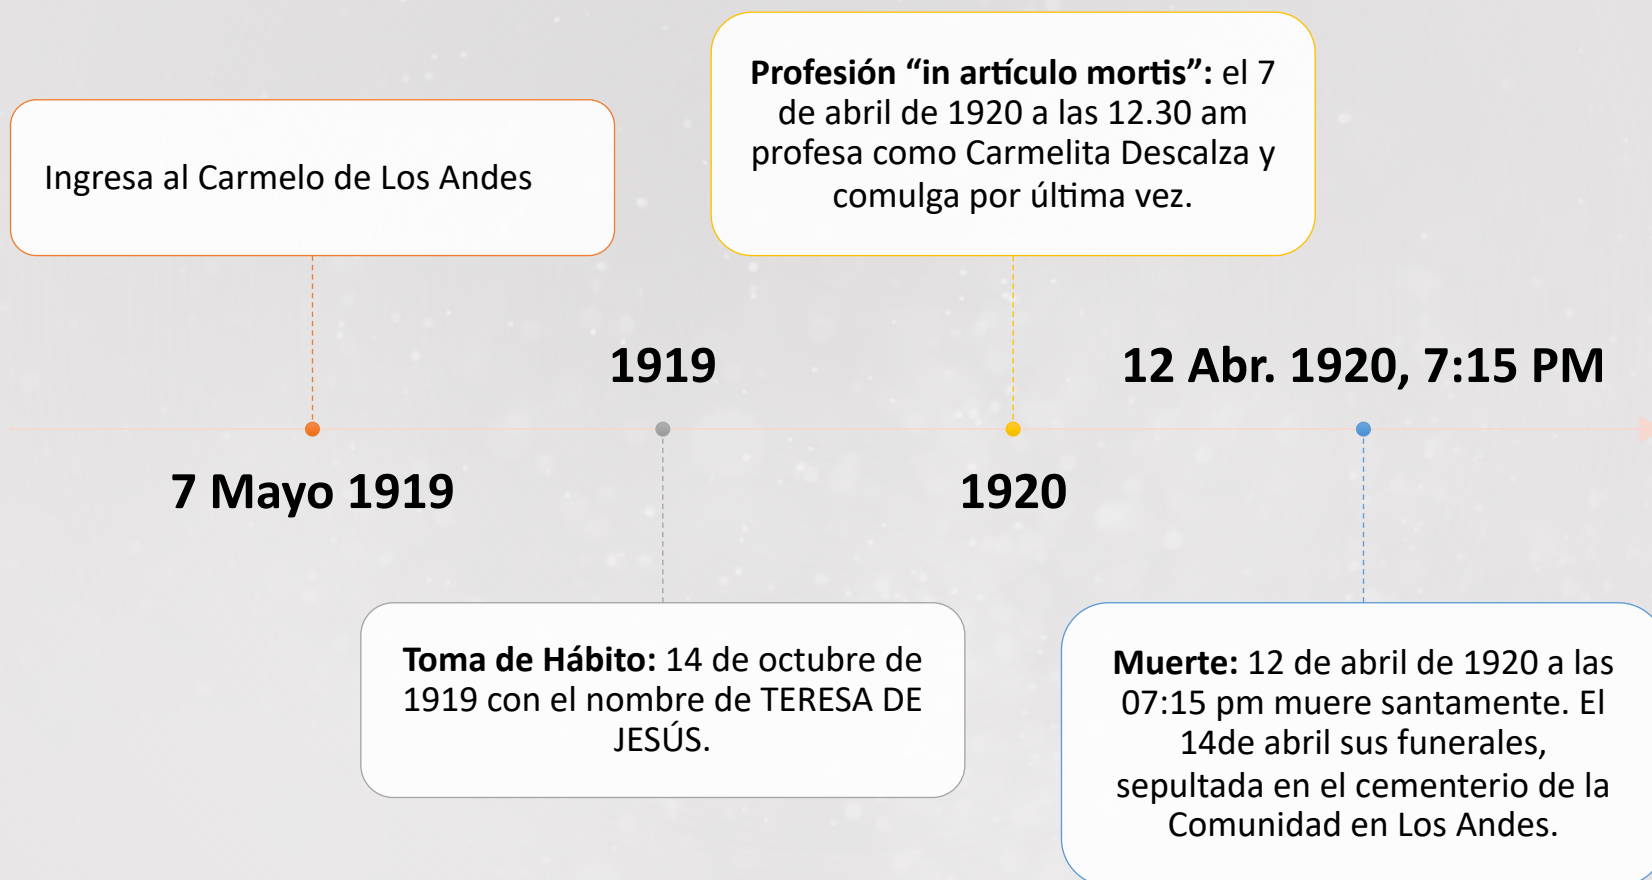 Ingresa al Carmelo de Los Andes
7 Mayo 1919
1919
Toma de Hábito: 14 de octubre de
1919 con el nombre de TERESA DE
JESÚS.
Profesión “in artículo mortis”: el 7
de abril de 1920 a las 12.30 am
profesa como Carmelita Descalza y
comulga por última vez.
1920
12 Abr. 1920, 7:15 PM
Muerte: 12 de abril de 1920 a las
07:15 pm muere santamente. El
14de abril sus funerales,
sepultada en el cementerio de la
Comunidad en Los Andes.